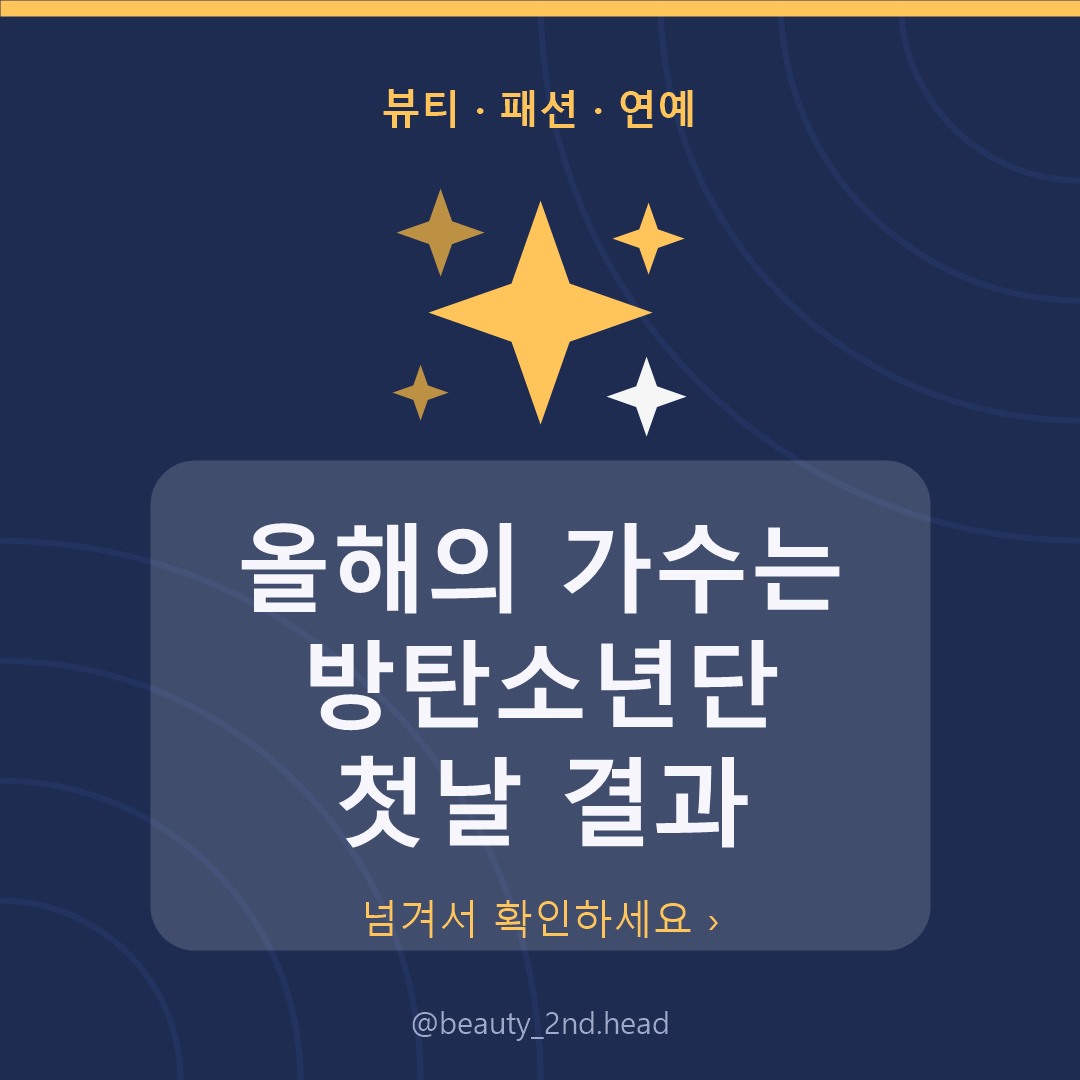 뷰티 · 패션 · 연예
올해의 가수는
방탄소년단
첫날 결과
넘겨서 확인하세요 ›
@beauty_2nd.head